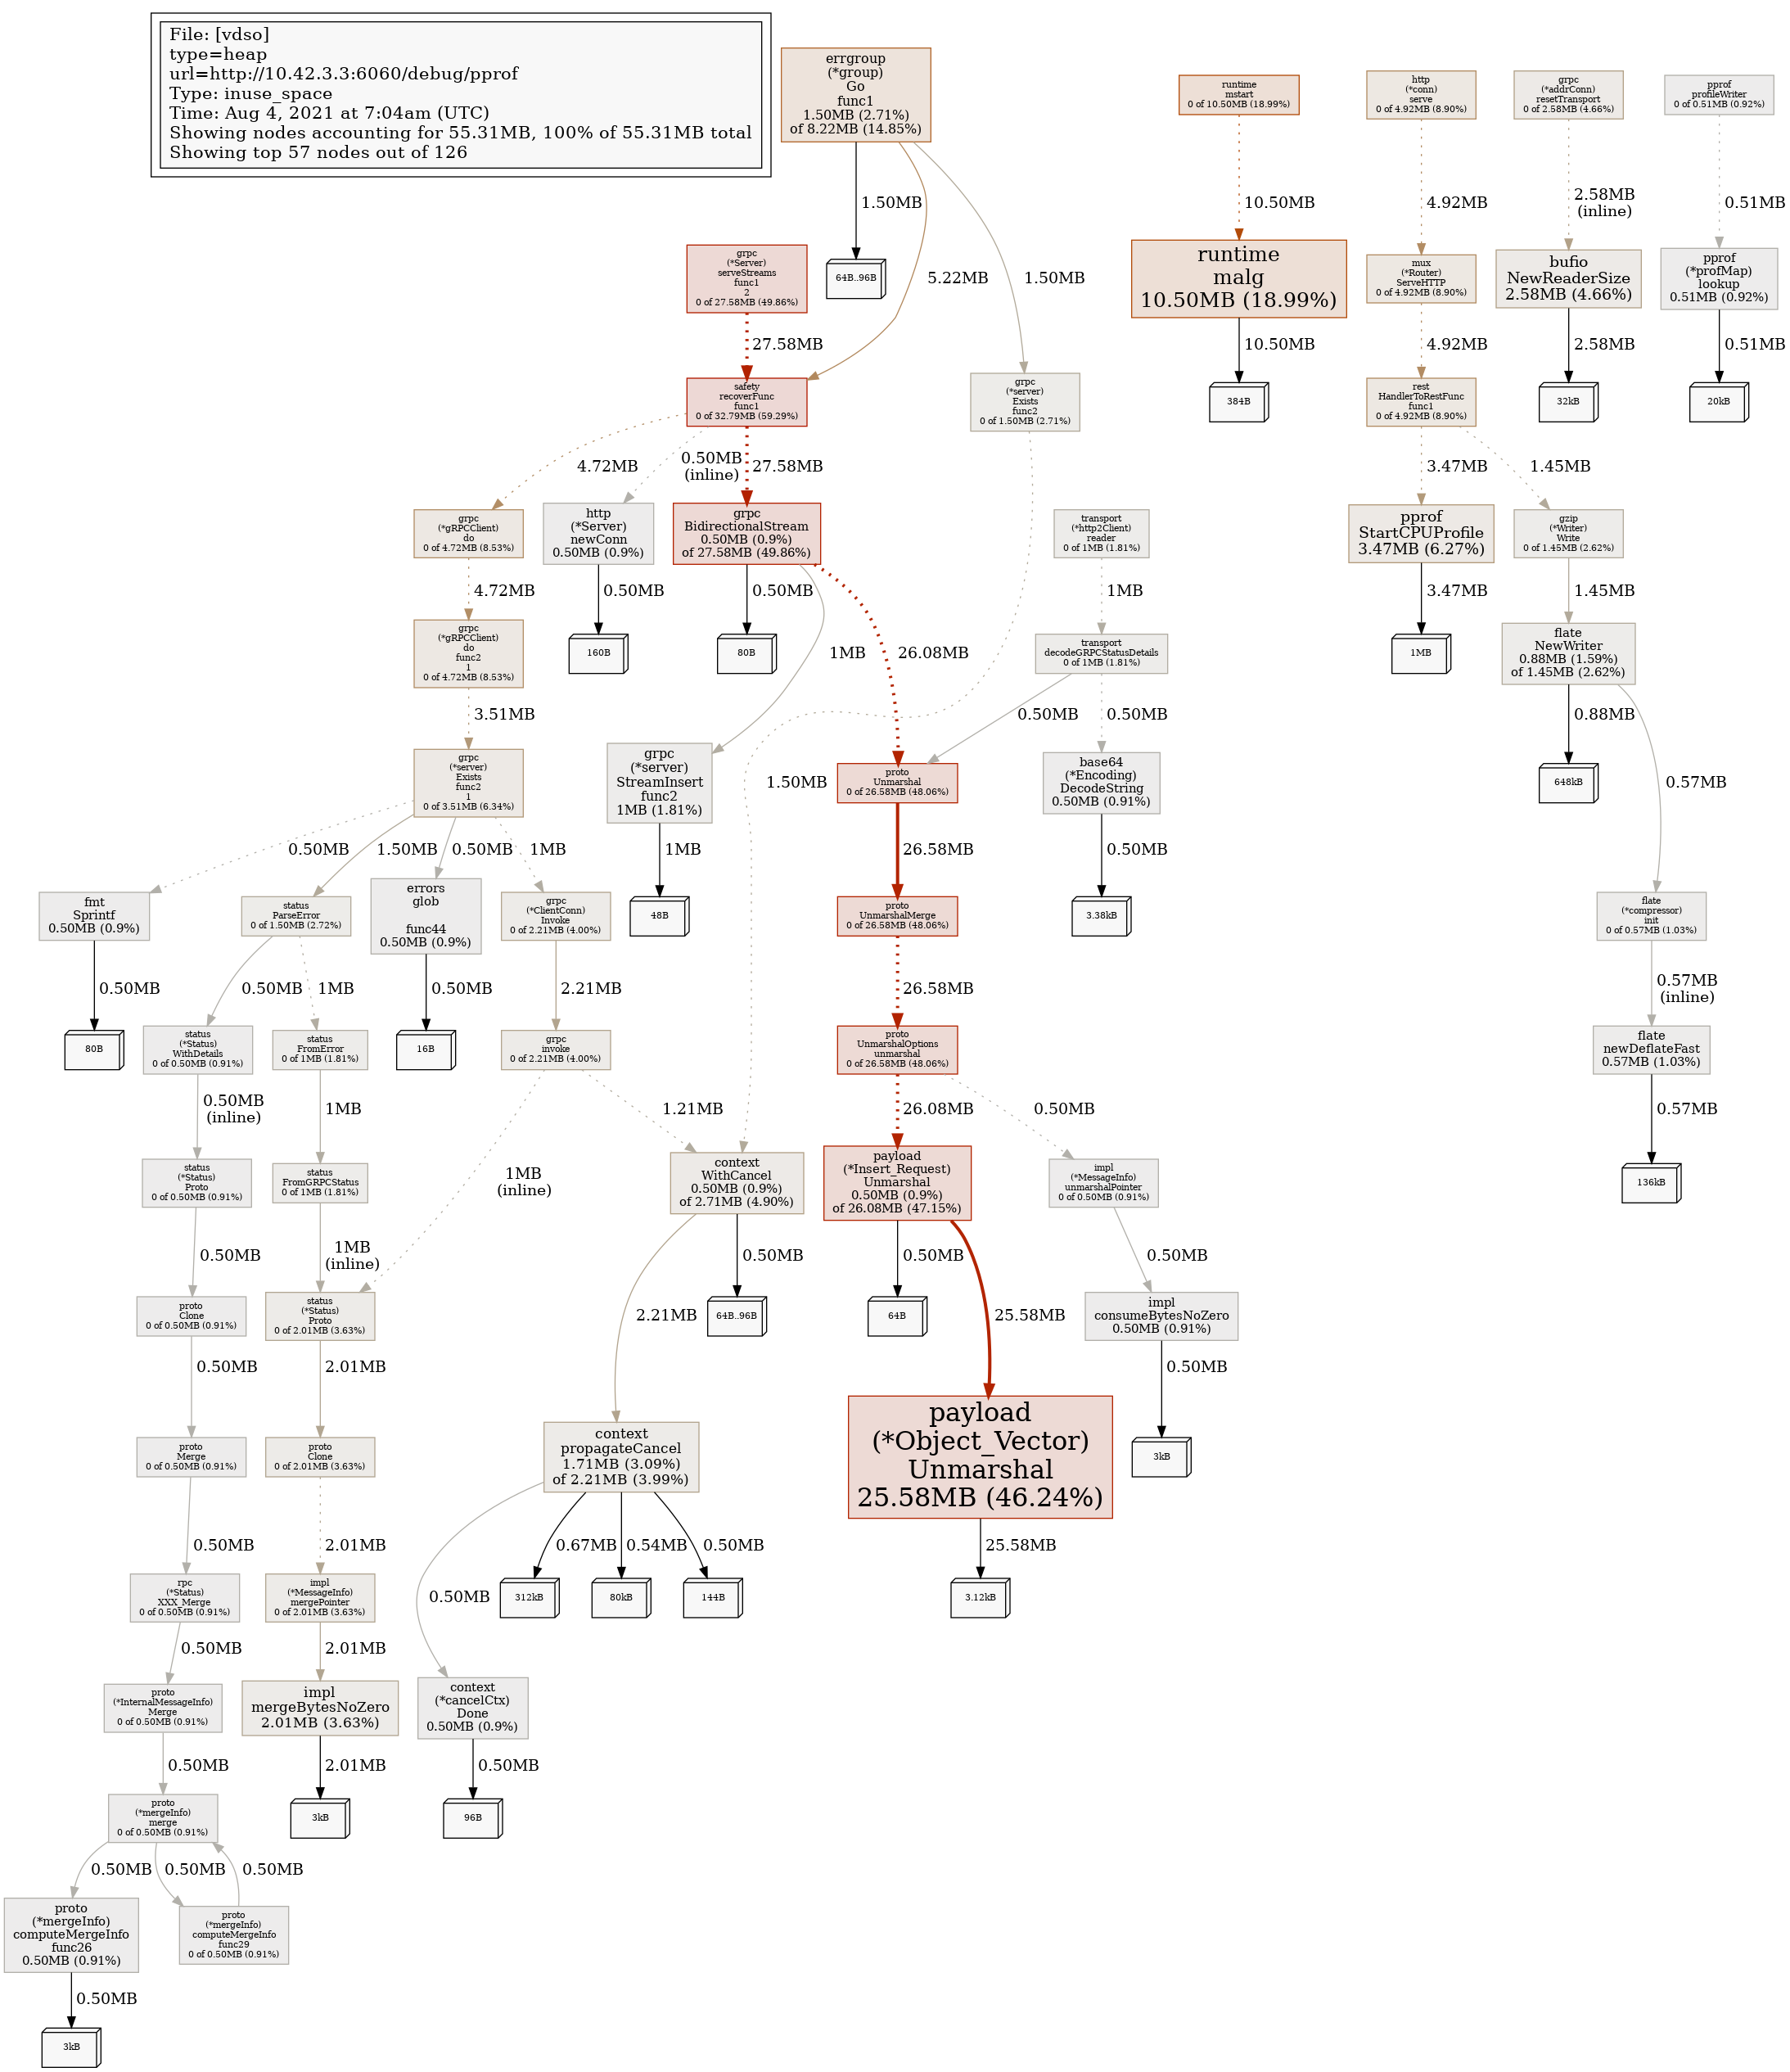 File: [vdso]
type=heap
url=http://10.42.3.3:6060/debug/pprof
Type: inuse_space
Time: Aug 4, 2021 at 7:04am (UTC)
Showing nodes accounting for 55.31MB, 100% of 55.31MB total
Showing top 57 nodes out of 126
errgroup
(*group)
Go
func1
1.50MB (2.71%)
of 8.22MB (14.85%)
runtime
mstart
0 of 10.50MB (18.99%)
http
(*conn)
serve
0 of 4.92MB (8.90%)
grpc
(*addrConn)
resetTransport
0 of 2.58MB (4.66%)
pprof
profileWriter
0 of 0.51MB (0.92%)
1.50MB
5.22MB
1.50MB
10.50MB
4.92MB
2.58MB
(inline)
0.51MB
grpc
(*Server)
serveStreams
func1
2
0 of 27.58MB (49.86%)
64B..96B
runtime
malg
10.50MB (18.99%)
mux
(*Router)
ServeHTTP
0 of 4.92MB (8.90%)
bufio
NewReaderSize
2.58MB (4.66%)
pprof
(*profMap)
lookup
0.51MB (0.92%)
27.58MB
10.50MB
4.92MB
2.58MB
0.51MB
safety
recoverFunc
func1
0 of 32.79MB (59.29%)
grpc
(*server)
Exists
func2
0 of 1.50MB (2.71%)
384B
rest
HandlerToRestFunc
func1
0 of 4.92MB (8.90%)
32kB
20kB
4.72MB
0.50MB
(inline)
27.58MB
3.47MB
1.45MB
grpc
(*gRPCClient)
do
0 of 4.72MB (8.53%)
http
(*Server)
newConn
0.50MB (0.9%)
grpc
BidirectionalStream
0.50MB (0.9%)
of 27.58MB (49.86%)
transport
(*http2Client)
reader
0 of 1MB (1.81%)
pprof
StartCPUProfile
3.47MB (6.27%)
gzip
(*Writer)
Write
0 of 1.45MB (2.62%)
4.72MB
0.50MB
0.50MB
1MB
26.08MB
1MB
3.47MB
1.45MB
grpc
(*gRPCClient)
do
func2
1
0 of 4.72MB (8.53%)
160B
80B
transport
decodeGRPCStatusDetails
0 of 1MB (1.81%)
1MB
flate
NewWriter
0.88MB (1.59%)
of 1.45MB (2.62%)
3.51MB
0.50MB
0.50MB
0.88MB
0.57MB
grpc
(*server)
Exists
func2
1
0 of 3.51MB (6.34%)
grpc
(*server)
StreamInsert
func2
1MB (1.81%)
1.50MB
proto
Unmarshal
0 of 26.58MB (48.06%)
base64
(*Encoding)
DecodeString
0.50MB (0.91%)
648kB
0.50MB
1.50MB
0.50MB
1MB
1MB
26.58MB
0.50MB
fmt
Sprintf
0.50MB (0.9%)
status
ParseError
0 of 1.50MB (2.72%)
errors
glob
func44
0.50MB (0.9%)
grpc
(*ClientConn)
Invoke
0 of 2.21MB (4.00%)
48B
proto
UnmarshalMerge
0 of 26.58MB (48.06%)
3.38kB
flate
(*compressor)
init
0 of 0.57MB (1.03%)
0.50MB
0.50MB
1MB
0.50MB
2.21MB
26.58MB
0.57MB
(inline)
80B
status
(*Status)
WithDetails
0 of 0.50MB (0.91%)
status
FromError
0 of 1MB (1.81%)
16B
grpc
invoke
0 of 2.21MB (4.00%)
proto
UnmarshalOptions
unmarshal
0 of 26.58MB (48.06%)
flate
newDeflateFast
0.57MB (1.03%)
0.50MB
(inline)
1MB
1MB
(inline)
1.21MB
26.08MB
0.50MB
0.57MB
status
(*Status)
Proto
0 of 0.50MB (0.91%)
status
FromGRPCStatus
0 of 1MB (1.81%)
context
WithCancel
0.50MB (0.9%)
of 2.71MB (4.90%)
payload
(*Insert_Request)
Unmarshal
0.50MB (0.9%)
of 26.08MB (47.15%)
impl
(*MessageInfo)
unmarshalPointer
0 of 0.50MB (0.91%)
136kB
0.50MB
1MB
(inline)
2.21MB
0.50MB
0.50MB
25.58MB
0.50MB
proto
Clone
0 of 0.50MB (0.91%)
status
(*Status)
Proto
0 of 2.01MB (3.63%)
64B..96B
64B
impl
consumeBytesNoZero
0.50MB (0.91%)
0.50MB
2.01MB
0.50MB
proto
Merge
0 of 0.50MB (0.91%)
proto
Clone
0 of 2.01MB (3.63%)
context
propagateCancel
1.71MB (3.09%)
of 2.21MB (3.99%)
payload
(*Object_Vector)
Unmarshal
25.58MB (46.24%)
3kB
0.50MB
2.01MB
0.50MB
0.67MB
0.54MB
0.50MB
25.58MB
rpc
(*Status)
XXX_Merge
0 of 0.50MB (0.91%)
impl
(*MessageInfo)
mergePointer
0 of 2.01MB (3.63%)
312kB
80kB
144B
3.12kB
0.50MB
2.01MB
proto
(*InternalMessageInfo)
Merge
0 of 0.50MB (0.91%)
impl
mergeBytesNoZero
2.01MB (3.63%)
context
(*cancelCtx)
Done
0.50MB (0.9%)
0.50MB
2.01MB
0.50MB
proto
(*mergeInfo)
merge
0 of 0.50MB (0.91%)
3kB
96B
0.50MB
0.50MB
0.50MB
proto
(*mergeInfo)
computeMergeInfo
func26
0.50MB (0.91%)
proto
(*mergeInfo)
computeMergeInfo
func29
0 of 0.50MB (0.91%)
0.50MB
3kB